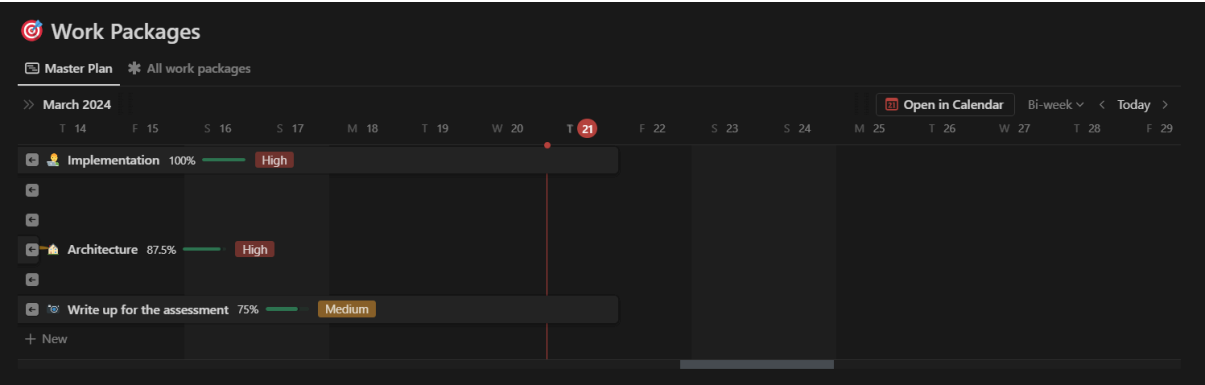 Work Packages
Master Plan All work packages
March 2024 Open in Calendar Bi-week Today
T 14 F 15 S 16 S 17 M 18 T 19 W 20 T 21 F 22 S 23 S 24 M 25 T 26 W 27 T 28 F 29
Implementation 100% High
Architecture 87.5% High
Write up for the assessment 75% Medium
+ New